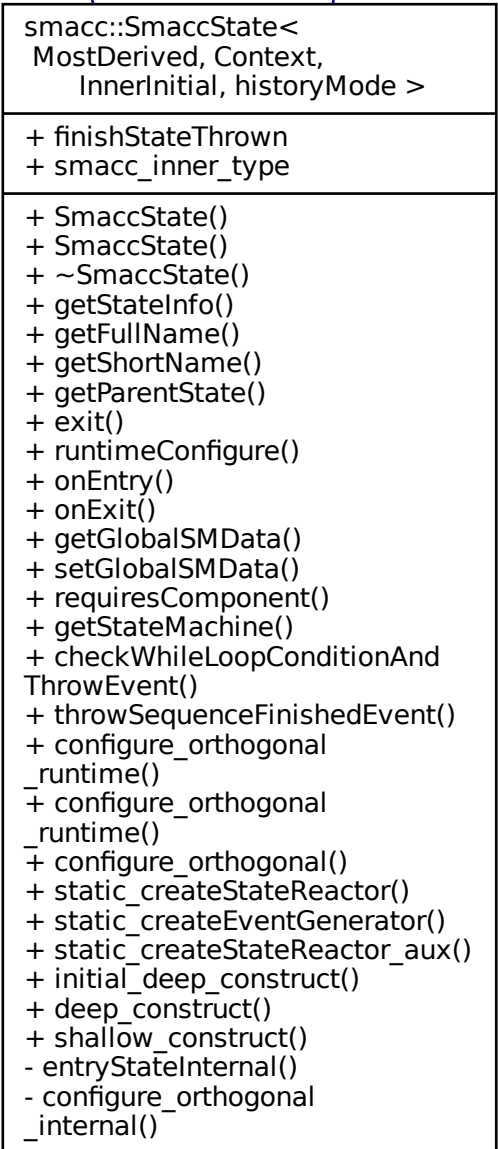 smacc::SmaccState<
MostDerived, Context,
InnerInitial, historyMode >
+ finishStateThrown
+ smacc_inner_type
+ SmaccState()
+ SmaccState()
+ ~SmaccState()
+ getStateInfo()
+ getFullName()
+ getShortName()
+ getParentState()
+ exit()
+ runtimeConfigure()
+ onEntry()
+ onExit()
+ getGlobalSMData()
+ setGlobalSMData()
+ requiresComponent()
+ getStateMachine()
+ checkWhileLoopConditionAnd
ThrowEvent()
+ throwSequenceFinishedEvent()
+ configure_orthogonal
_runtime()
+ configure_orthogonal
_runtime()
+ configure_orthogonal()
+ static_createStateReactor()
+ static_createEventGenerator()
+ static_createStateReactor_aux()
+ initial_deep_construct()
+ deep_construct()
+ shallow_construct()
- entryStateInternal()
- configure_orthogonal
_internal()